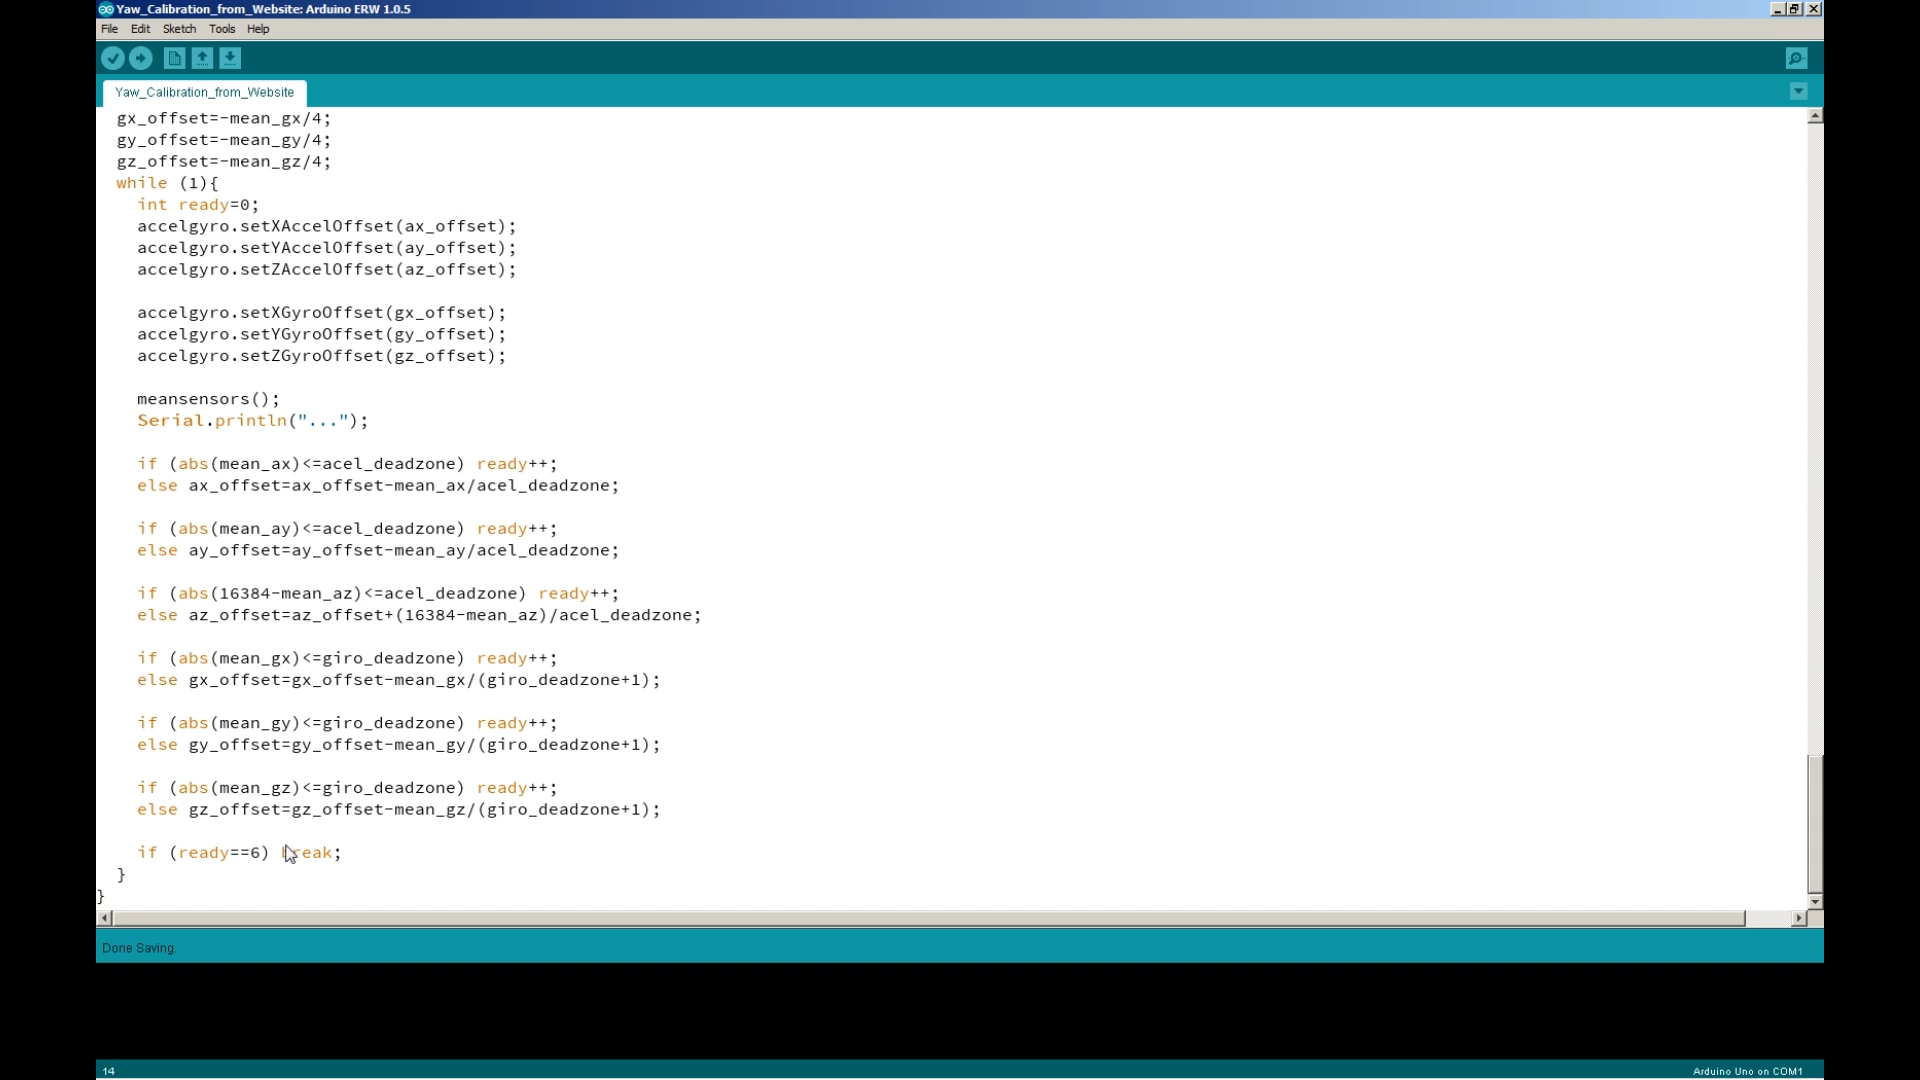 Yaw_Calibration_from_Website: Arduino ERW 1.0.5
File Edit Sketch Tools Help
Yaw_Calibration_from_Website
gx_offset=-mean_gx/4;
gy_offset=-mean_gy/4;
gz_offset=-mean_gz/4;
while (1){
int ready=0;
accelgyro.setXAccelOffset(ax_offset);
accelgyro.setYAccelOffset(ay_offset);
accelgyro.setZAccelOffset(az_offset);
accelgyro.setXGyroOffset(gx_offset);
accelgyro.setYGyroOffset(gy_offset);
accelgyro.setZGyroOffset(gz_offset);
meansensors();
Serial.println("...");
if (abs(mean_ax)<=acel_deadzone) ready++;
else ax_offset=ax_offset-mean_ax/acel_deadzone;
if (abs(mean_ay)<=acel_deadzone) ready++;
else ay_offset=ay_offset-mean_ay/acel_deadzone;
if (abs(16384-mean_az)<=acel_deadzone) ready++;
else az_offset=az_offset+(16384-mean_az)/acel_deadzone;
if (abs(mean_gx)<=giro_deadzone) ready++;
else gx_offset=gx_offset-mean_gx/(giro_deadzone+1);
if (abs(mean_gy)<=giro_deadzone) ready++;
else gy_offset=gy_offset-mean_gy/(giro_deadzone+1);
if (abs(mean_gz)<=giro_deadzone) ready++;
else gz_offset=gz_offset-mean_gz/(giro_deadzone+1);
if (ready==6) break;
}
}
Done Saving.
14 Arduino Uno on COM1